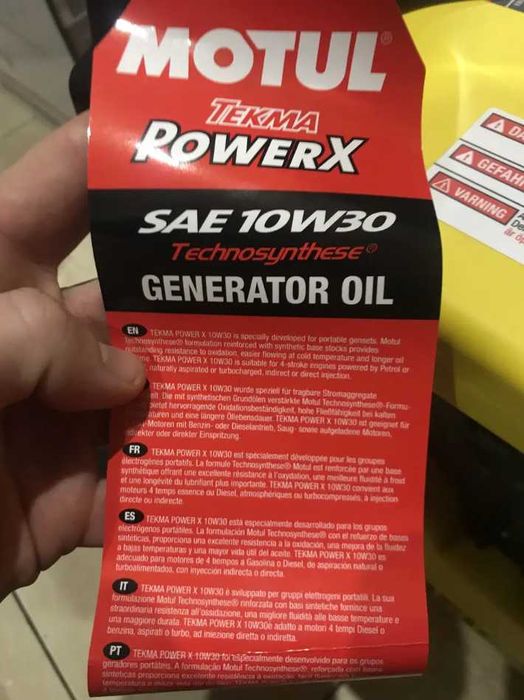 MOTUL
TEKMA
POWERX
SAE 10W30
Technosynthese®
GENERATOR OIL
EN
TEKMA POWER X 10W30 is specially developed for portable gensets. Motul
Technosynthese® formulation reinforced with synthetic base stocks provides
outstanding resistance to oxidation, easier flowing at cold temperature and longer oil
TEKMA POWER X 10W30 is suitable for 4-stroke engines powered by Petrol or
naturally aspirated or turbocharged, indirect or direct injection.
TEKMA POWER X 10W30 wurde speziell für tragbare Stromaggregate
Die mit synthetischen Grundölen verstärkte Motul Technosynthese®-Formu-
bietet hervorragende Oxidationsbeständigkeit, hohe Fließfähigkeit bei kalten
und eine längere Öllebensdauer. TEKMA POWER X 10W30 ist geeignet für
-Motoren mit Benzin- oder Dieselantrieb, Saug- sowie aufgeladene Motoren,
oder direkter Einspritzung.
FR
TEKMA POWER X 10W30 est spécialement développée pour les groupes
électrogènes portatifs. La formule Technosynthese® Motul est renforcée par une base
synthétique offrant une excellente résistance à l'oxydation, une meilleure fluidité à froid
et une longévité du lubrifiant plus importante. TEKMA POWER X 10W30 convient aux
moteurs 4 temps essence ou Diesel, atmosphériques ou turbocompressés, à injection
directe ou indirecte.
ES
TEKMA POWER X 10W30 está especialmente desarrollado para los grupos
electrógenos portátiles. La formulación Motul Technosynthese® con el refuerzo de bases
sintéticas, proporciona una excelente resistencia a la oxidación, una mejora de la fluidez
a bajas temperaturas y una mayor vida útil del aceite. TEKMA POWER X 10W30 es
adecuado para motores de 4 tiempos a Gasolina o Diesel, de aspiración natural o
turboalimentados, con inyección indirecta o directa.
IT
TEKMA POWER X 10W30 è sviluppato per gruppi elettrogeni portatili. La sua
formulazione Motul Technosynthese® rinforzata con basi sintetiche fornisce una
straordinaria resistenza all'ossidazione, una migliore fluidità alle basse temperature e
una maggiore durata. TEKMA POWER X 10W30è adatto a motori 4 tempi Diesel o
benzina, aspirati o turbo, ad iniezione diretta o indiretta.
PT
TEKMA POWER X 10W30 foi especialmente desenvolvido para os grupos
geradores portáteis. A formulação Motul Technosynthese® reforçada com bases
sintéticas proporciona excelente resistência à oxidação,
GEFAH
VARNING